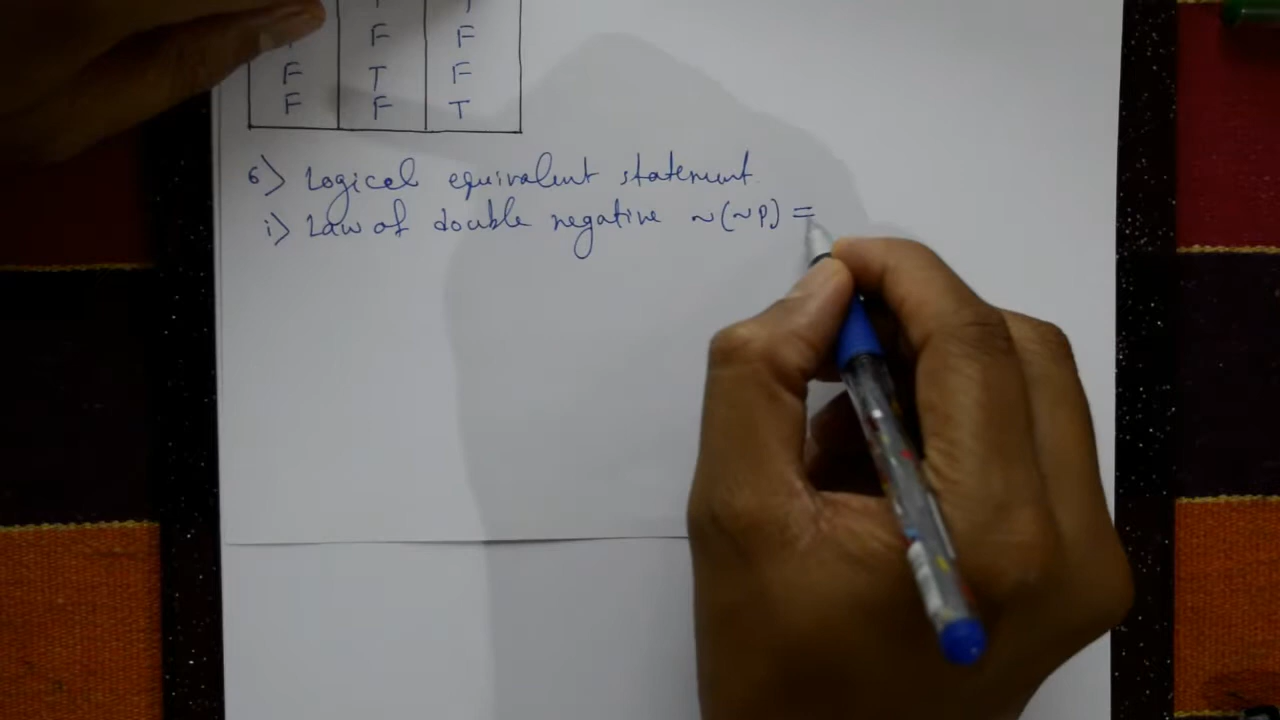 F F
F T F
F F T
6) Logical equivalent statement
i) Law of double negative ~(~p) =